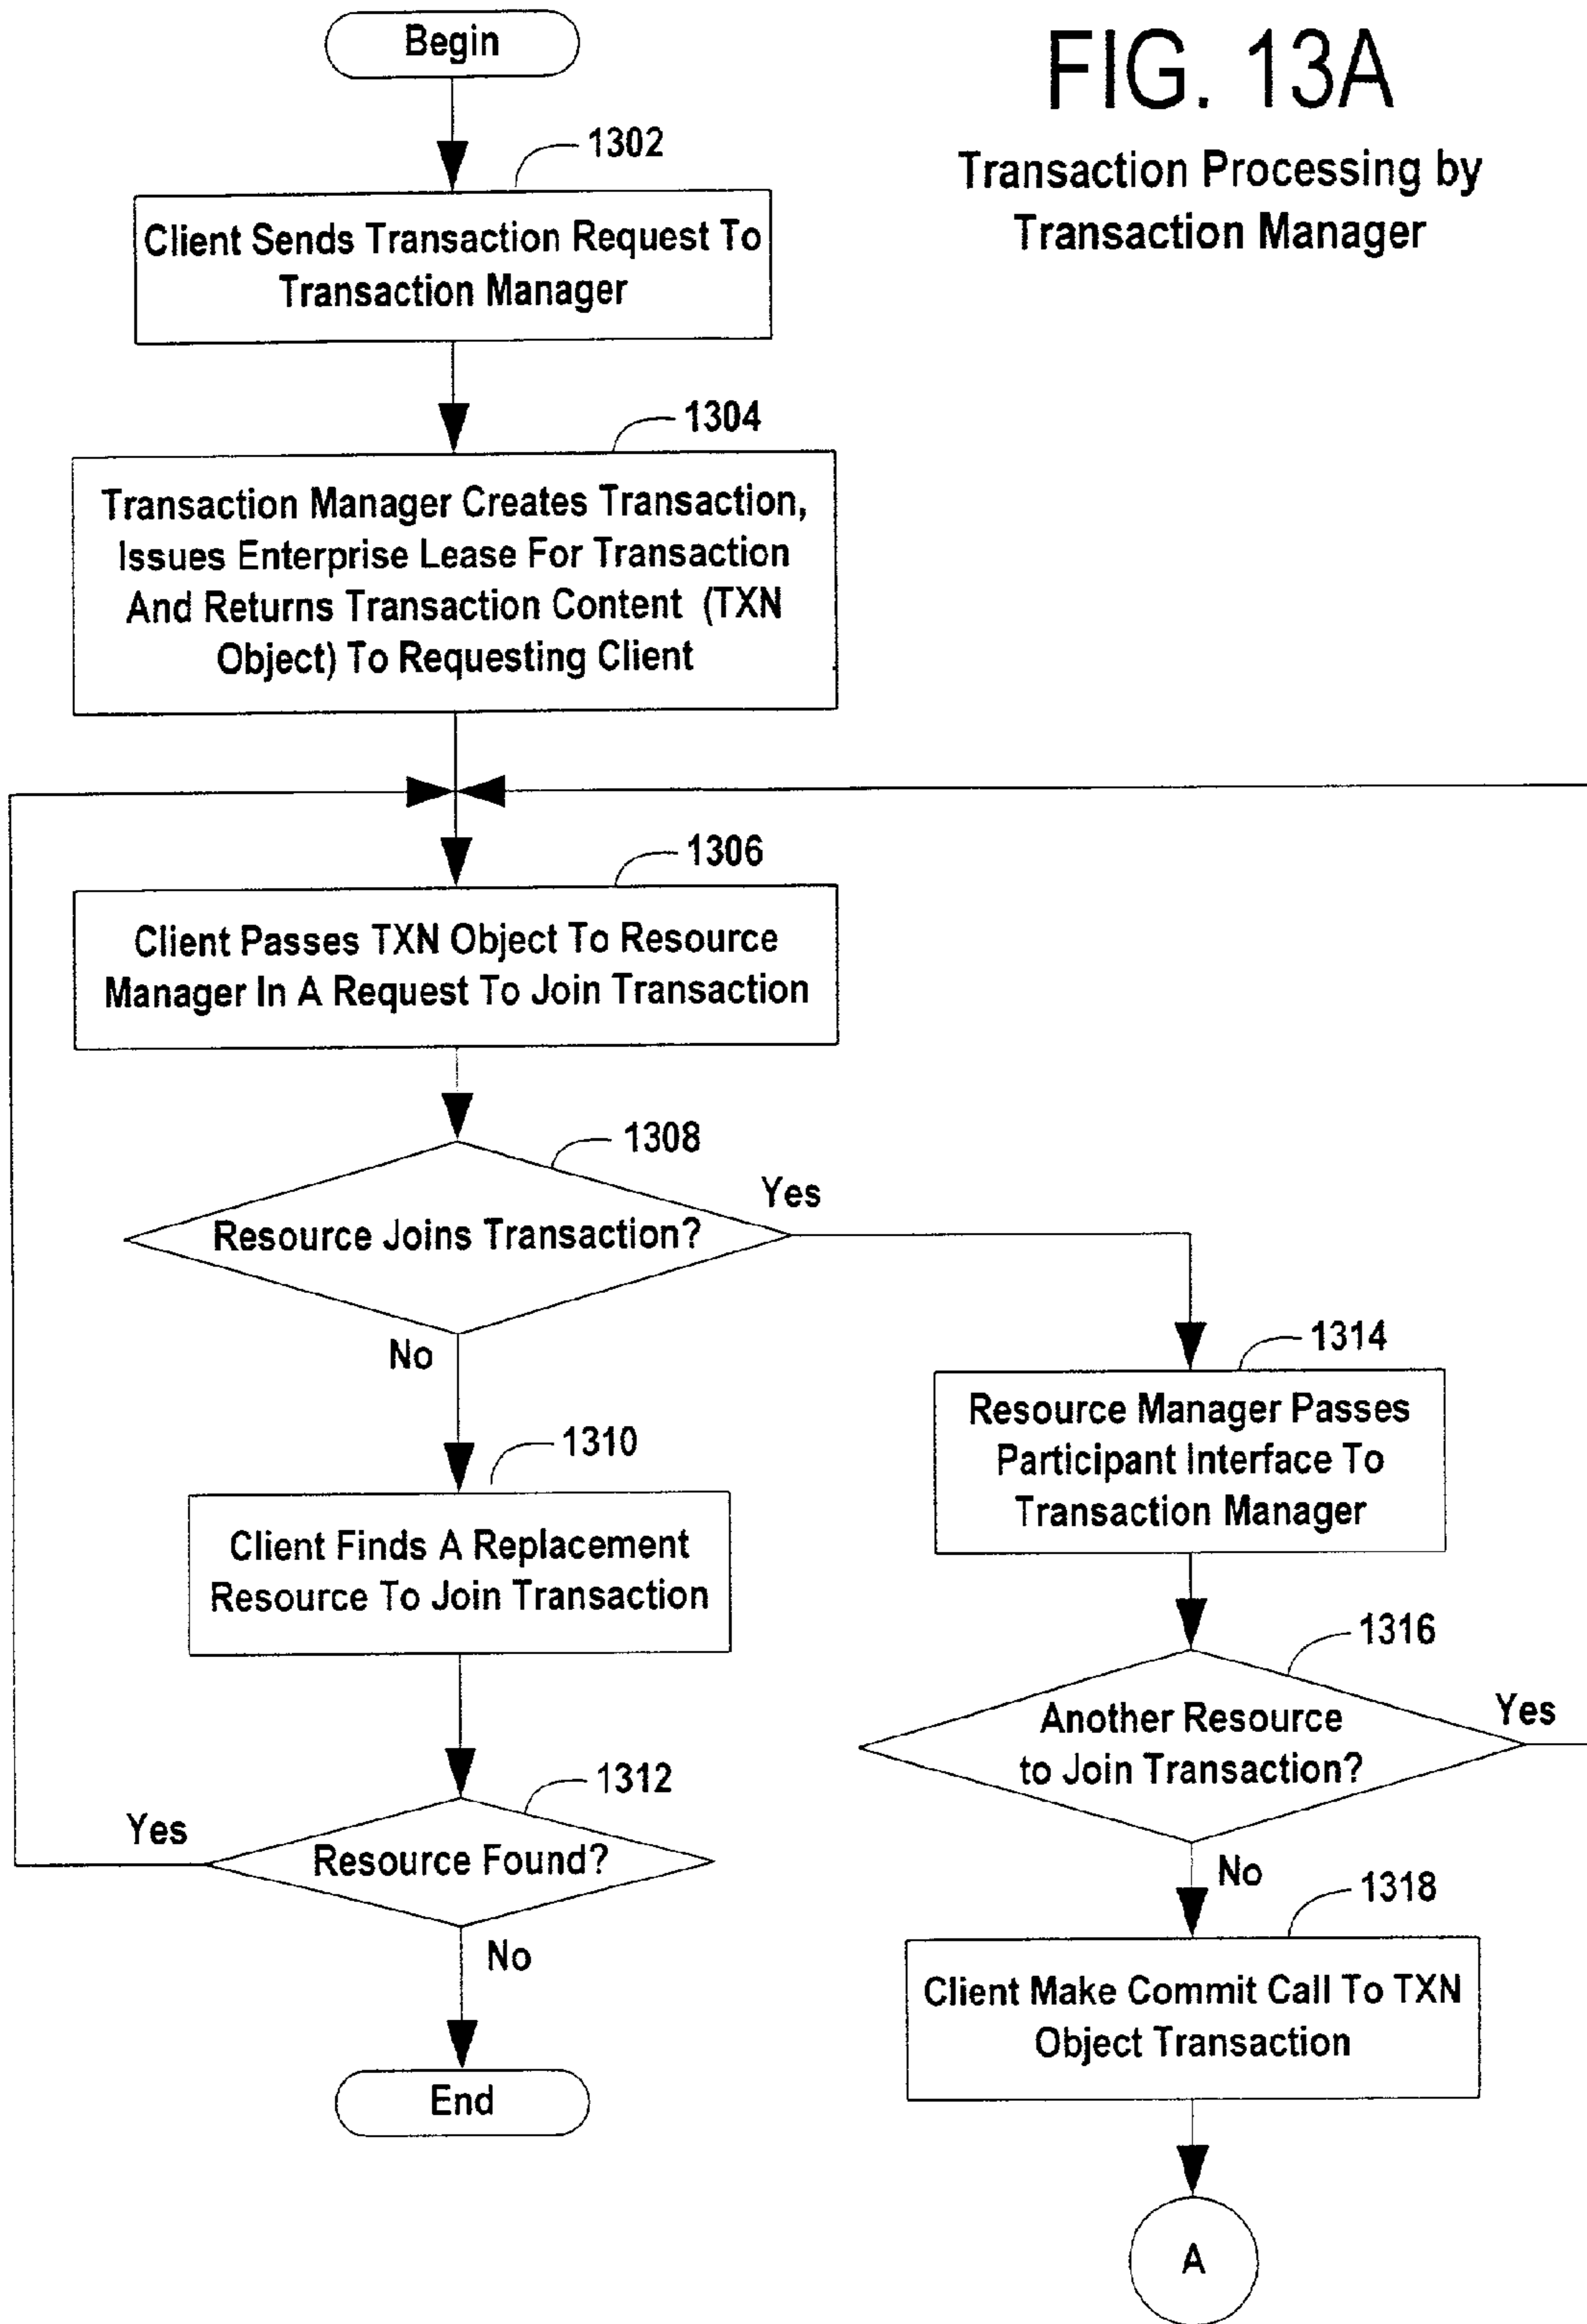 FIG. 13A
Transaction Processing by
Transaction Manager
Begin
1302
Client Sends Transaction Request To
Transaction Manager
1304
Transaction Manager Creates Transaction,
Issues Enterprise Lease For Transaction
And Returns Transaction Content (TXN
Object) To Requesting Client
1306
Client Passes TXN Object To Resource
Manager In A Request To Join Transaction
1308
Resource Joins Transaction?
Yes
No
1310
Client Finds A Replacement
Resource To Join Transaction
1312
Resource Found?
Yes
No
End
1314
Resource Manager Passes
Participant Interface To
Transaction Manager
1316
Another Resource
to Join Transaction?
Yes
No
1318
Client Make Commit Call To TXN
Object Transaction
A